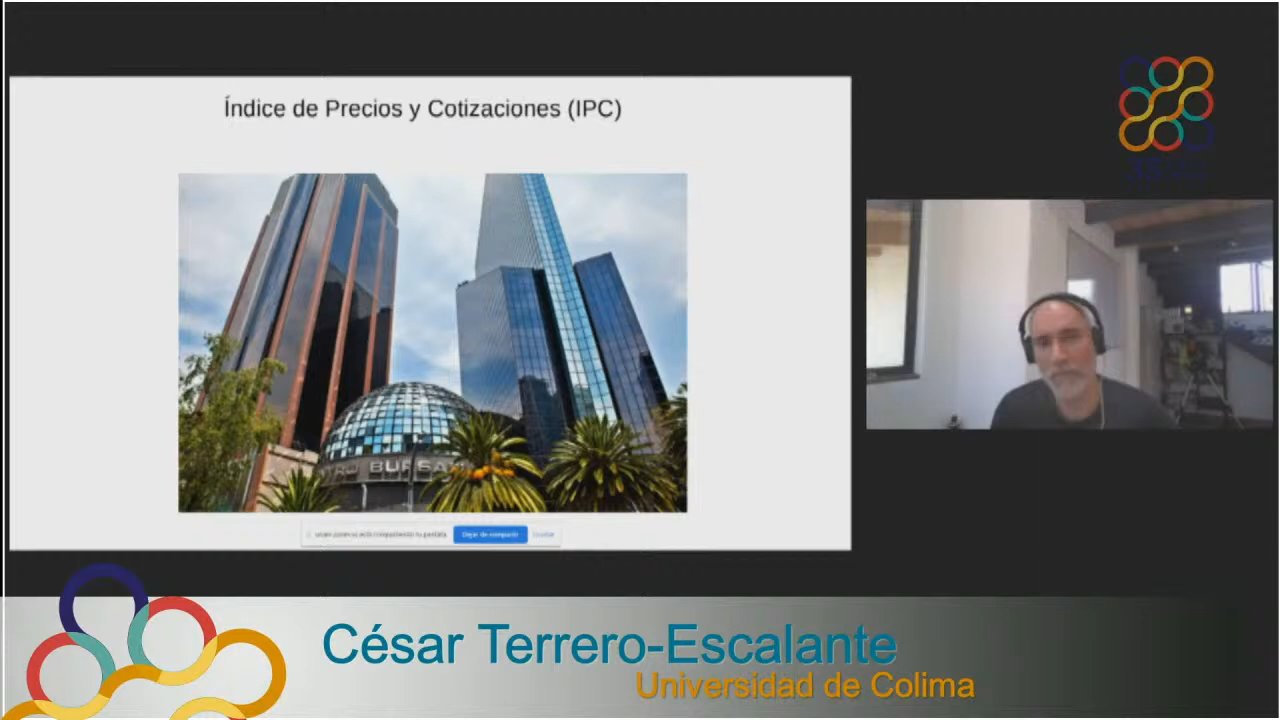 Índice de Precios y Cotizaciones (IPC)
BURSA
Dejar de compartir
César Terrero-Escalante
Universidad de Colima